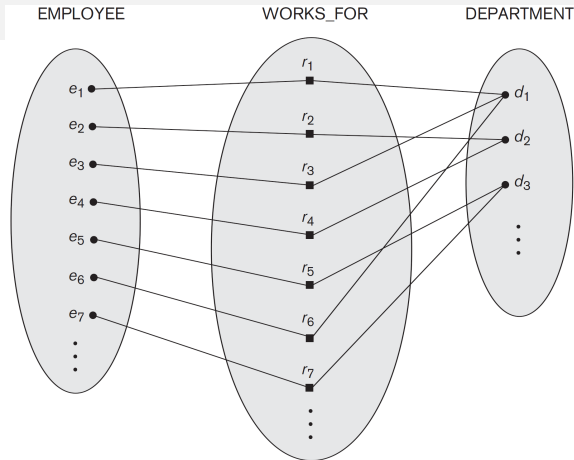 EMPLOYEE WORKS_FOR DEPARTMENT
e1
e2
e3
e4
e5
e6
e7
r1
r2
r3
r4
r5
r6
r7
d1
d2
d3